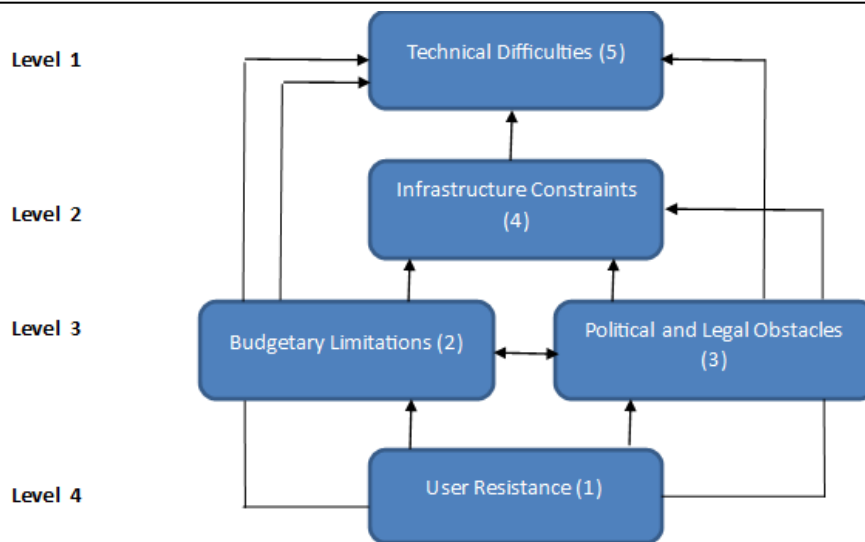 Level 1
Technical Difficulties (5)
Level 2
Infrastructure Constraints
(4)
Level 3
Budgetary Limitations (2)
Political and Legal Obstacles
(3)
Level 4
User Resistance (1)